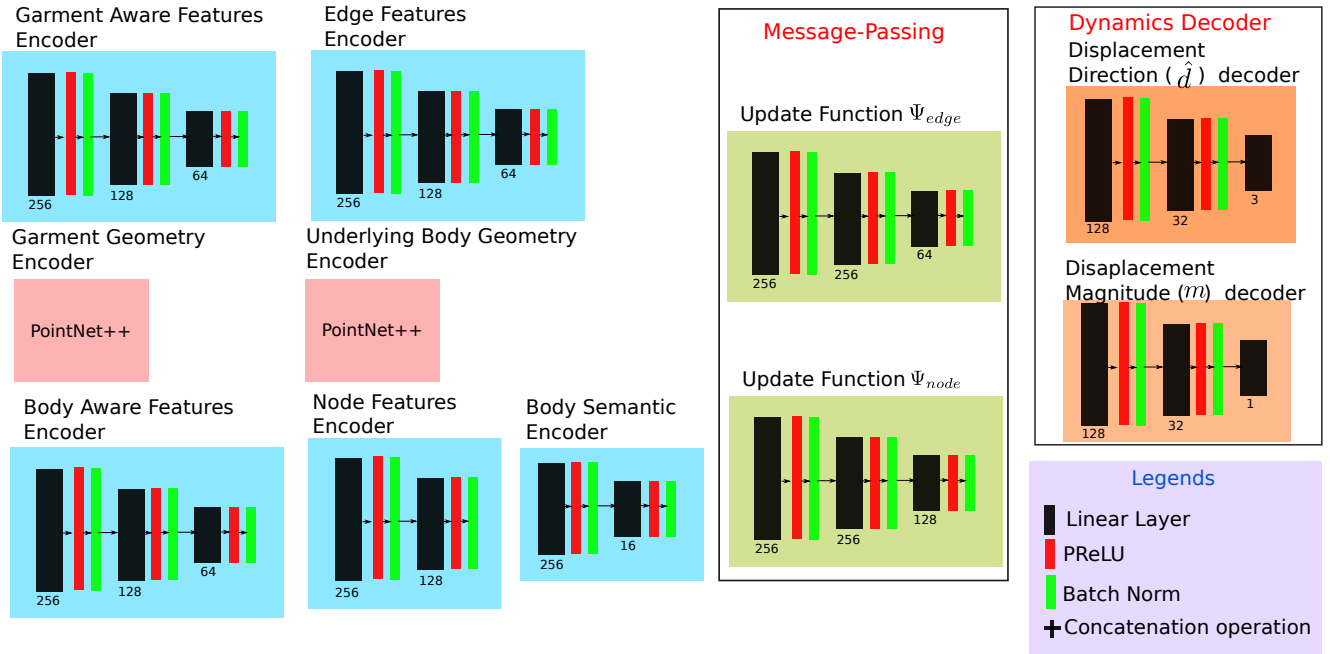 Garment Aware Features
Encoder
256
128
64
Edge Features
Encoder
256
128
64
Garment Geometry
Encoder
PointNet++
Underlying Body Geometry
Encoder
PointNet++
Body Aware Features
Encoder
256
128
64
Node Features
Encoder
256
128
Body Semantic
Encoder
256
16
Message-Passing
Update Function Ψ_edge
256
256
64
Update Function Ψ_node
256
256
128
Dynamics Decoder
Displacement
Direction ( d̂ ) decoder
128
32
3
Disaplacement
Magnitude (m) decoder
128
32
1
Legends
Linear Layer
PReLU
Batch Norm
+Concatenation operation